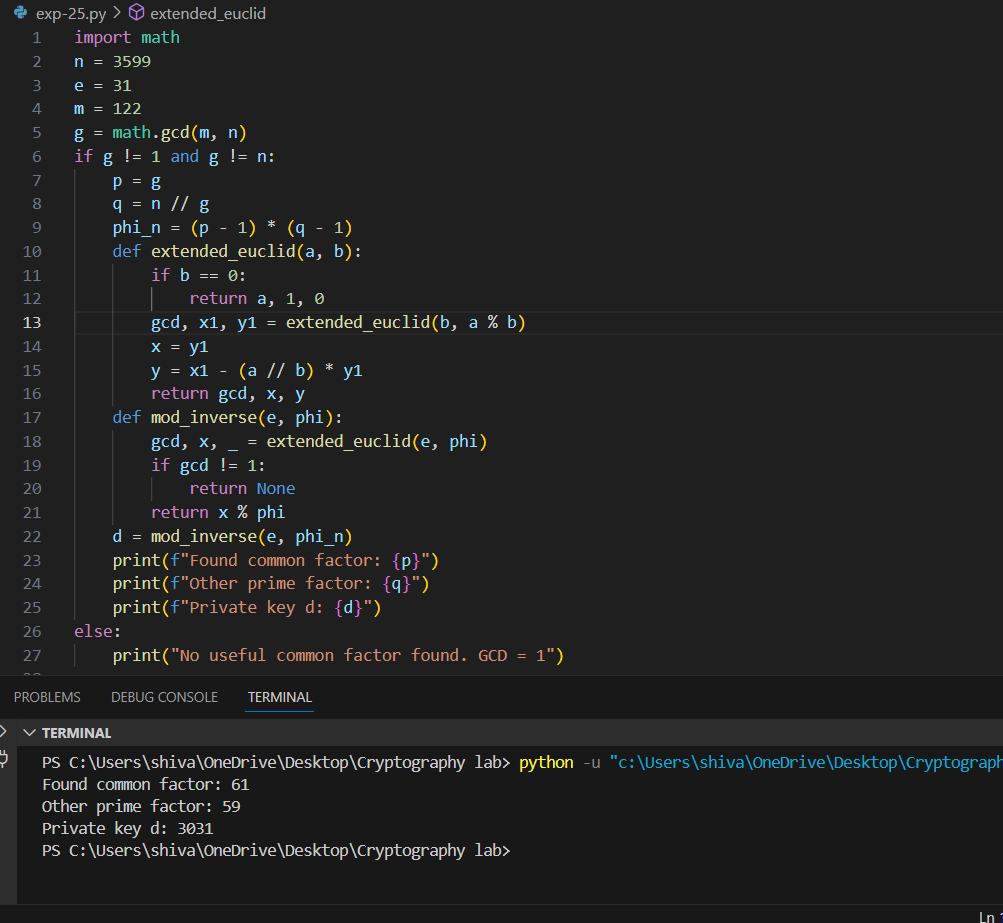 exp-25.py > extended_euclid
1 import math
2 n = 3599
3 e = 31
4 m = 122
5 g = math.gcd(m, n)
6 if g != 1 and g != n:
7     p = g
8     q = n // g
9     phi_n = (p - 1) * (q - 1)
10     def extended_euclid(a, b):
11         if b == 0:
12             return a, 1, 0
13         gcd, x1, y1 = extended_euclid(b, a % b)
14         x = y1
15         y = x1 - (a // b) * y1
16         return gcd, x, y
17     def mod_inverse(e, phi):
18         gcd, x, _ = extended_euclid(e, phi)
19         if gcd != 1:
20             return None
21         return x % phi
22     d = mod_inverse(e, phi_n)
23     print(f"Found common factor: {p}")
24     print(f"Other prime factor: {q}")
25     print(f"Private key d: {d}")
26 else:
27     print("No useful common factor found. GCD = 1")
PROBLEMS DEBUG CONSOLE TERMINAL
TERMINAL
PS C:\Users\shiva\OneDrive\Desktop\Cryptography lab> python -u "c:\Users\shiva\OneDrive\Desktop\Cryptograph
Found common factor: 61
Other prime factor: 59
Private key d: 3031
PS C:\Users\shiva\OneDrive\Desktop\Cryptography lab>
Ln